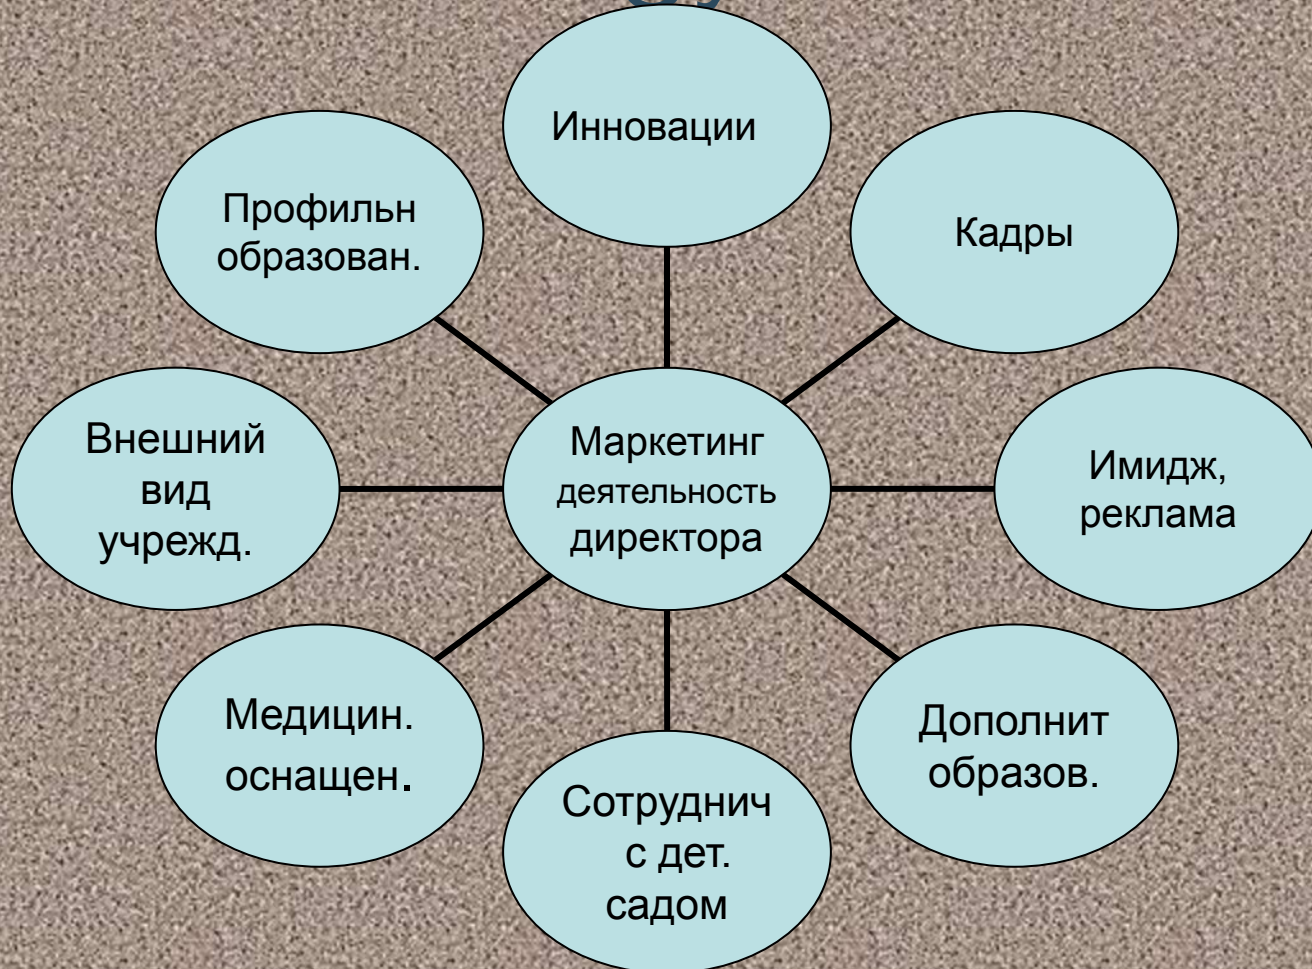 Инновации
Профильн
образован.
Кадры
Внешний
вид
учрежд.
Маркетинг
деятельность
директора
Имидж,
реклама
Медицин.
оснащен.
Дополнит
образов.
Сотруднич
с дет.
садом